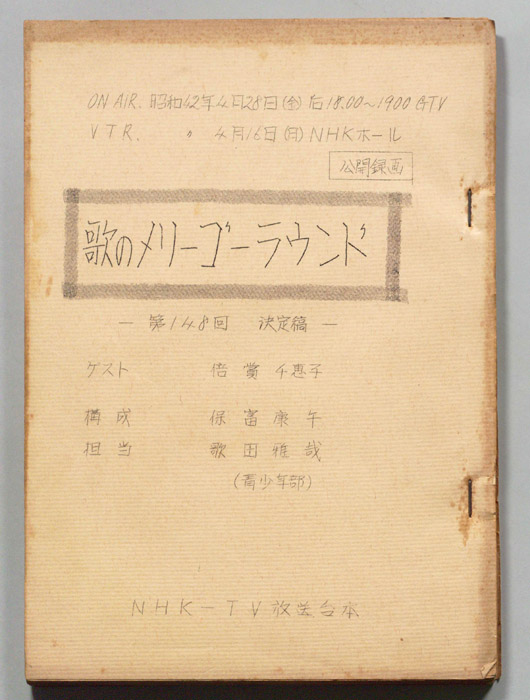 ON AIR. 昭和42年4月28日(金)后18.00～1900 GTV
VTR. 〃 4月16日(月)NHKホール
公開録画
歌のメリーゴーラウンド
― 第148回 決定稿 ―
ゲスト 倍賞千恵子
構成 保富康午
担当 歌田雅哉
(青少年部)
NHK-TV放送台本